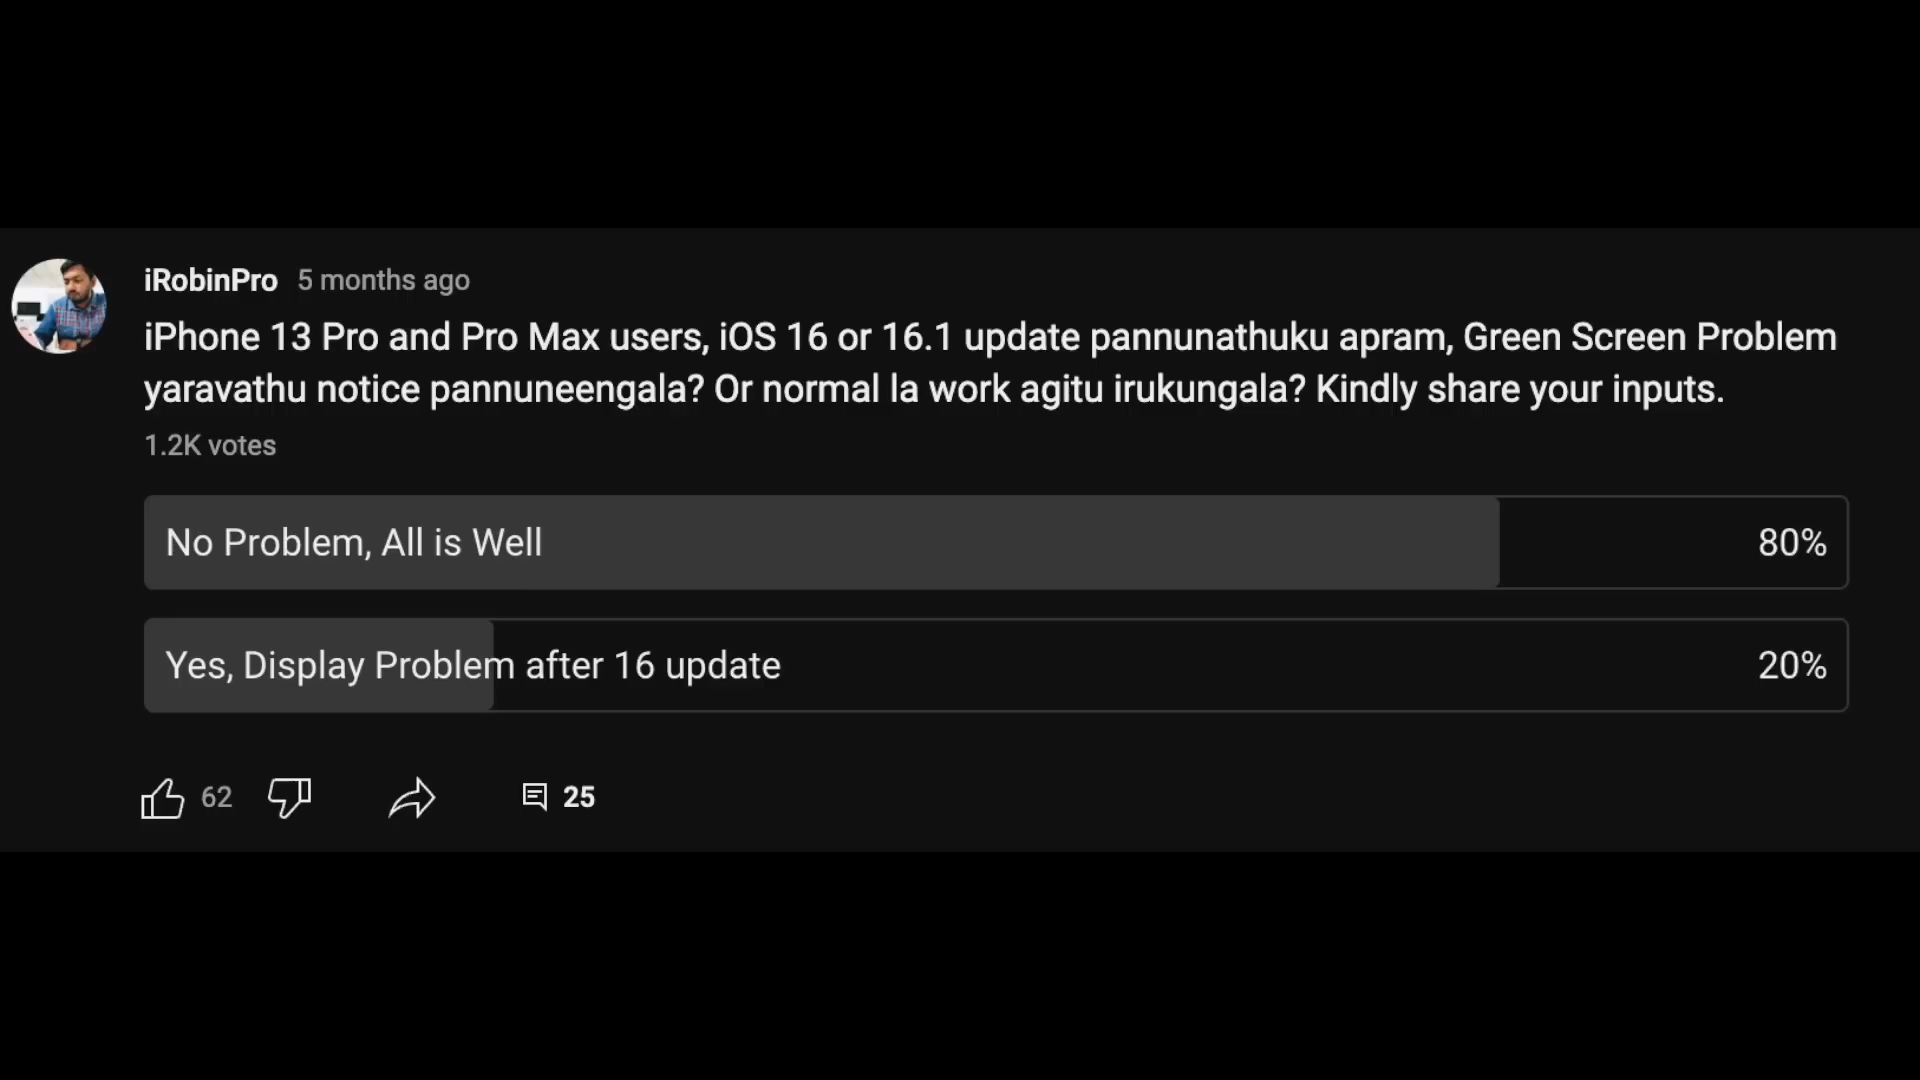 iRobinPro 5 months ago
iPhone 13 Pro and Pro Max users, iOS 16 or 16.1 update pannunathuku apram, Green Screen Problem
yaravathu notice pannuneengala? Or normal la work agitu irukungala? Kindly share your inputs.
1.2K votes
No Problem, All is Well 80%
Yes, Display Problem after 16 update 20%
62 25